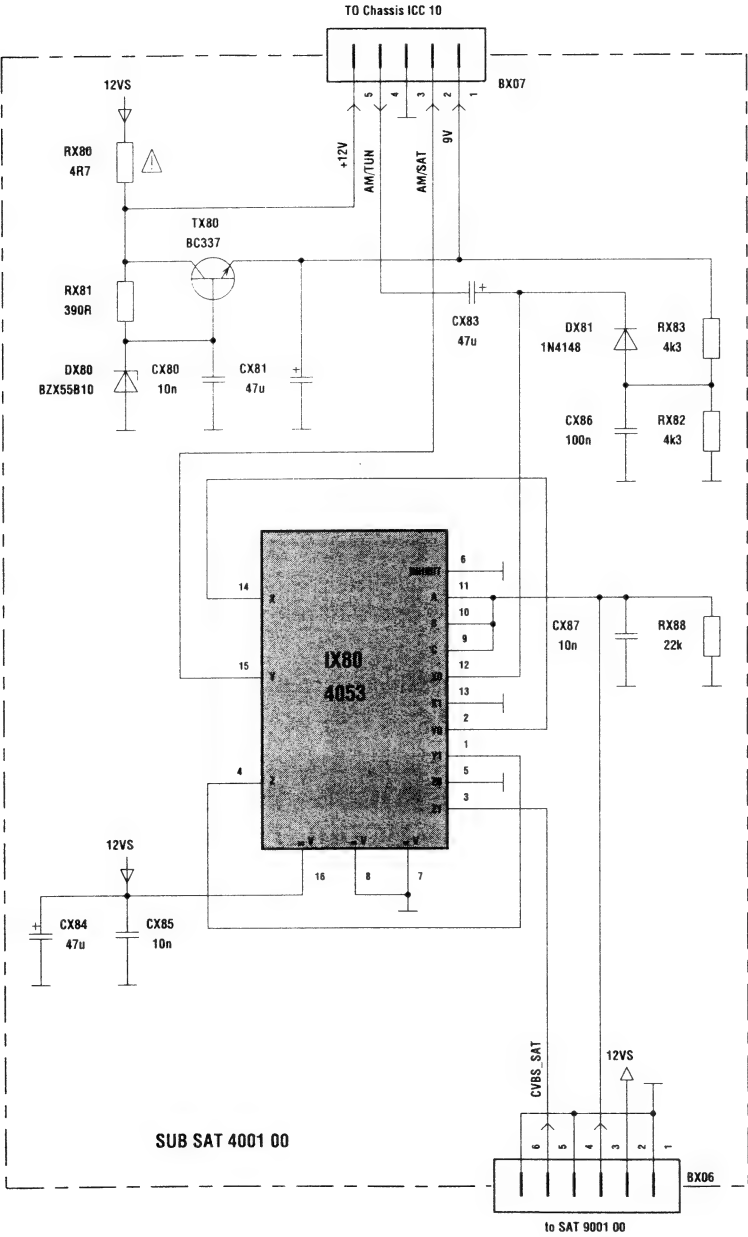 TO Chassis ICC 10
BX07
5
4
3
2
1
12VS
+12V
AM/TUN
AM/SAT
9V
RX80
4R7
TX80
BC337
RX81
390R
CX83
47u
DX81
1N4148
RX83
4k3
DX80
BZX55B10
CX80
10n
CX81
47u
CX86
100n
RX82
4k3
IX80
4053
14
X
15
Y
4
Z
6
INHIBIT
11
A
10
B
9
C
12
X0
13
X1
2
Y0
1
Y1
5
Z0
3
Z1
16
8
7
CX87
10n
RX88
22k
12VS
CX84
47u
CX85
10n
CVBS_SAT
12VS
SUB SAT 4001 00
6
5
4
3
2
1
BX06
to SAT 9001 00